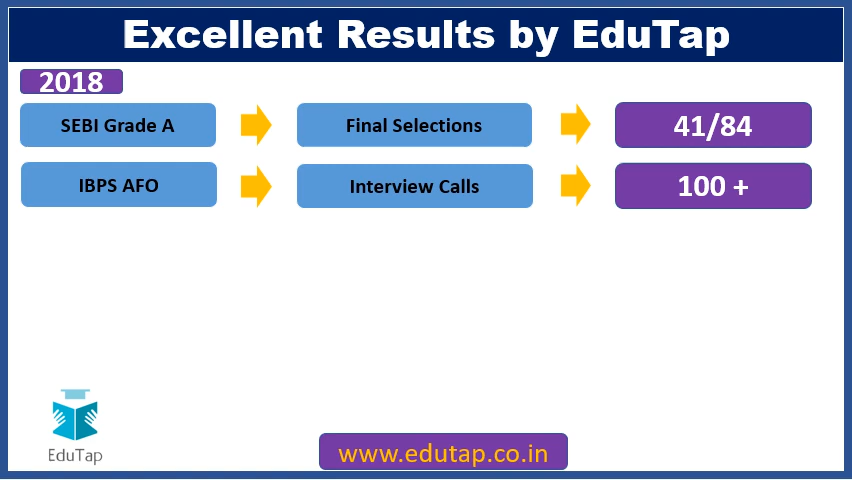 Excellent Results by EduTap
2018
SEBI Grade A
Final Selections
41/84
IBPS AFO
Interview Calls
100 +
EduTap
www.edutap.co.in